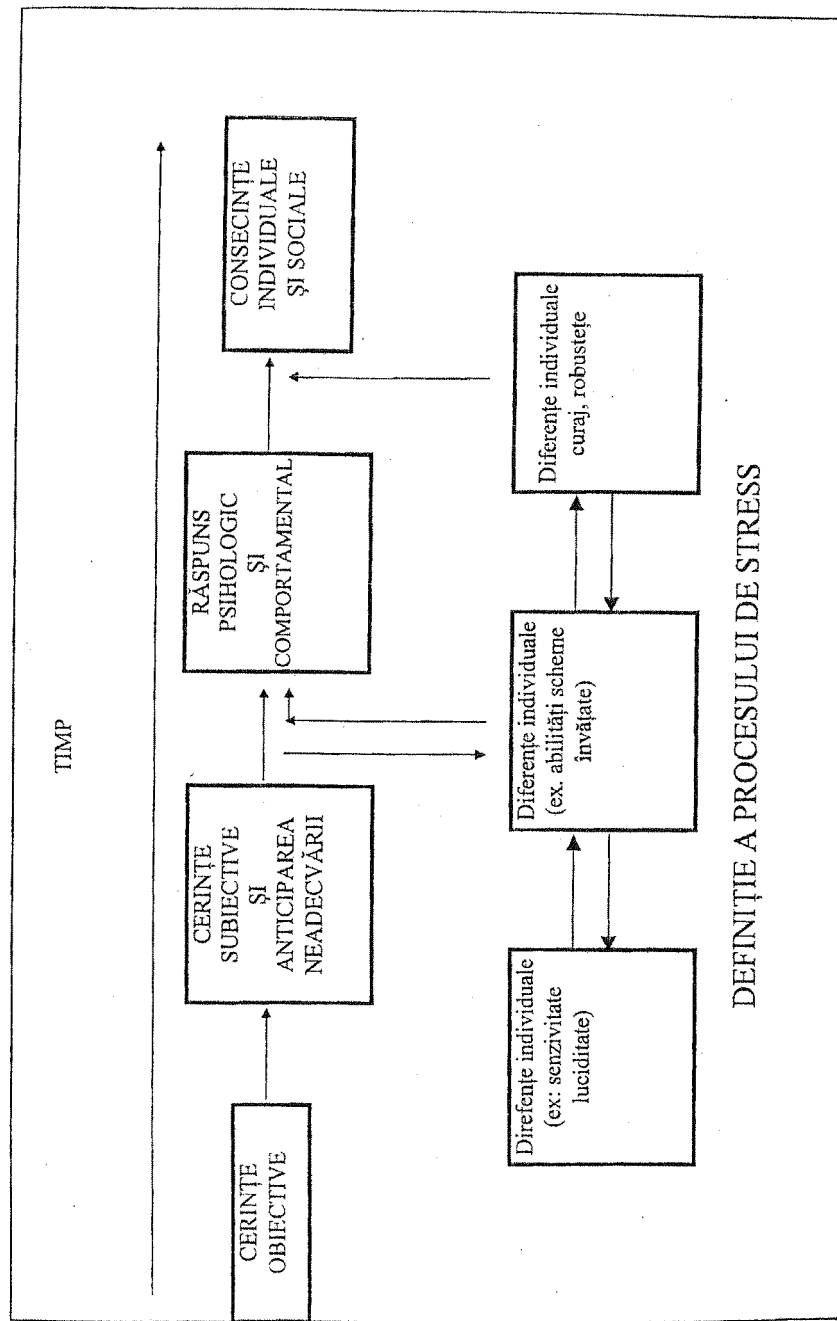 TIMP
CERINȚE
OBIECTIVE
CERINȚE
SUBIECTIVE
ȘI
ANTICIPAREA
NEADECVĂRII
RĂSPUNS
PSIHOLOGIC
ȘI
COMPORTAMENTAL
CONSECINȚE
INDIVIDUALE
ȘI SOCIALE
Direfențe individuale
(ex: senzivitate
luciditate)
Diferențe individuale
(ex. abilități scheme
învățate)
Diferențe individuale
curaj, robustețe
DEFINIȚIE A PROCESULUI DE STRESS